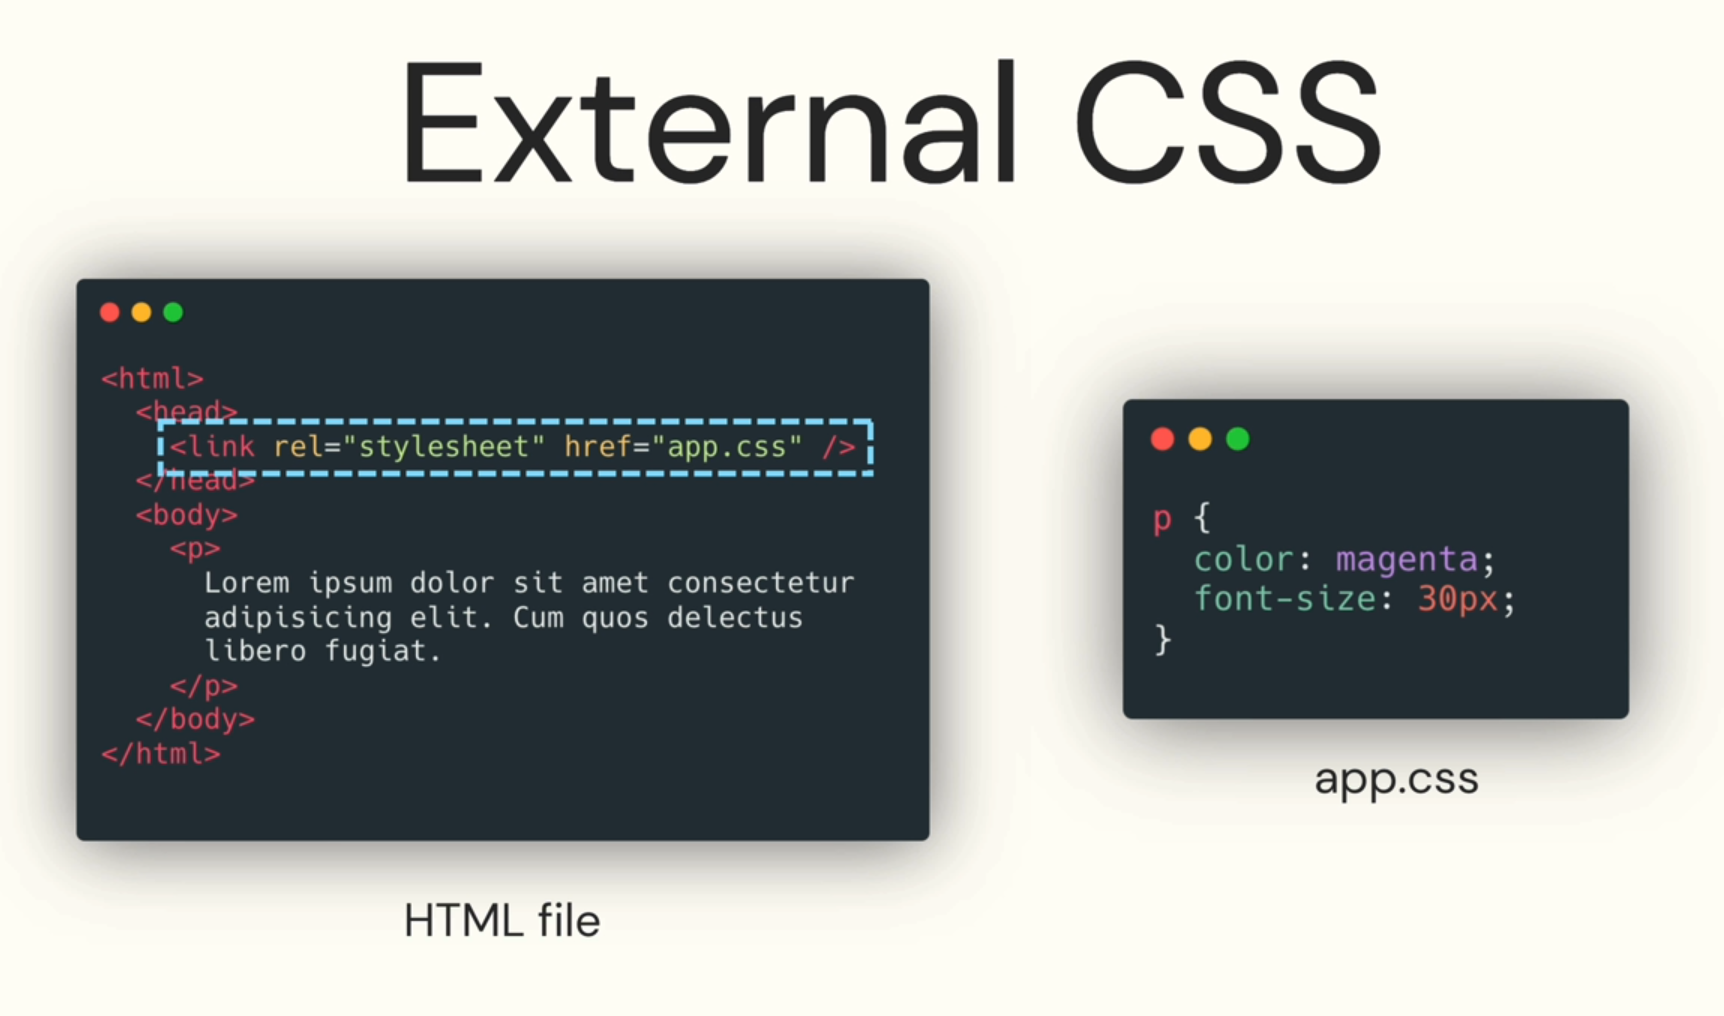 External CSS
<html>
<head>
<link rel="stylesheet" href="app.css" />
</head>
<body>
<p>
Lorem ipsum dolor sit amet consectetur
adipisicing elit. Cum quos delectus
libero fugiat.
</p>
</body>
</html>
HTML file
p {
color: magenta;
font-size: 30px;
}
app.css